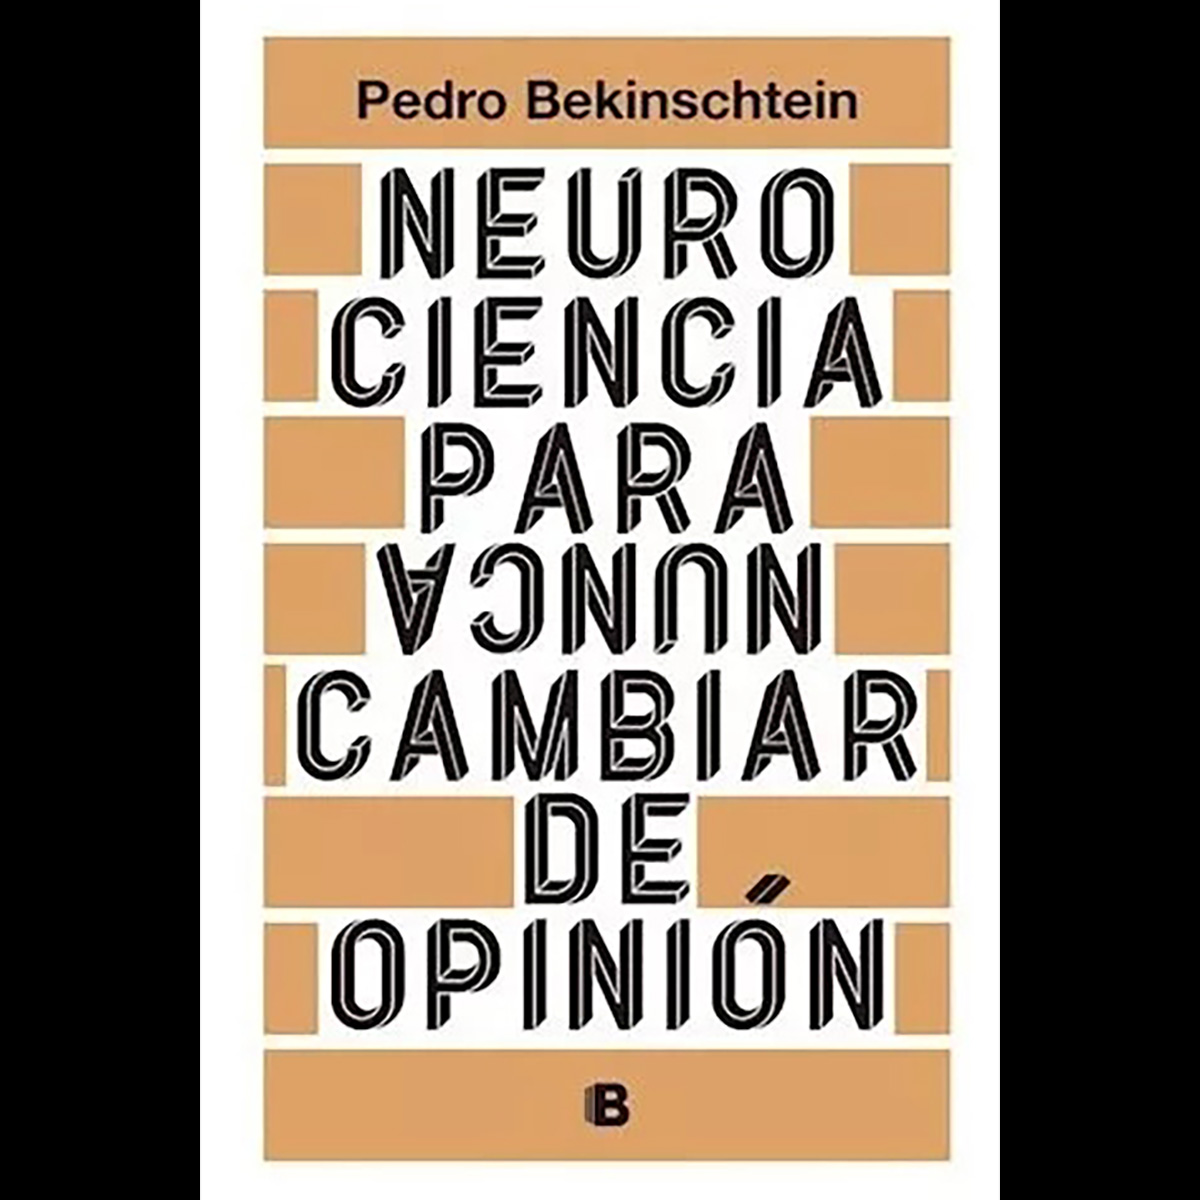 Pedro Bekinschtein
NEURO
CIENCIA
PARA
NUNCA
CAMBIAR
DE
OPINIÓN
B